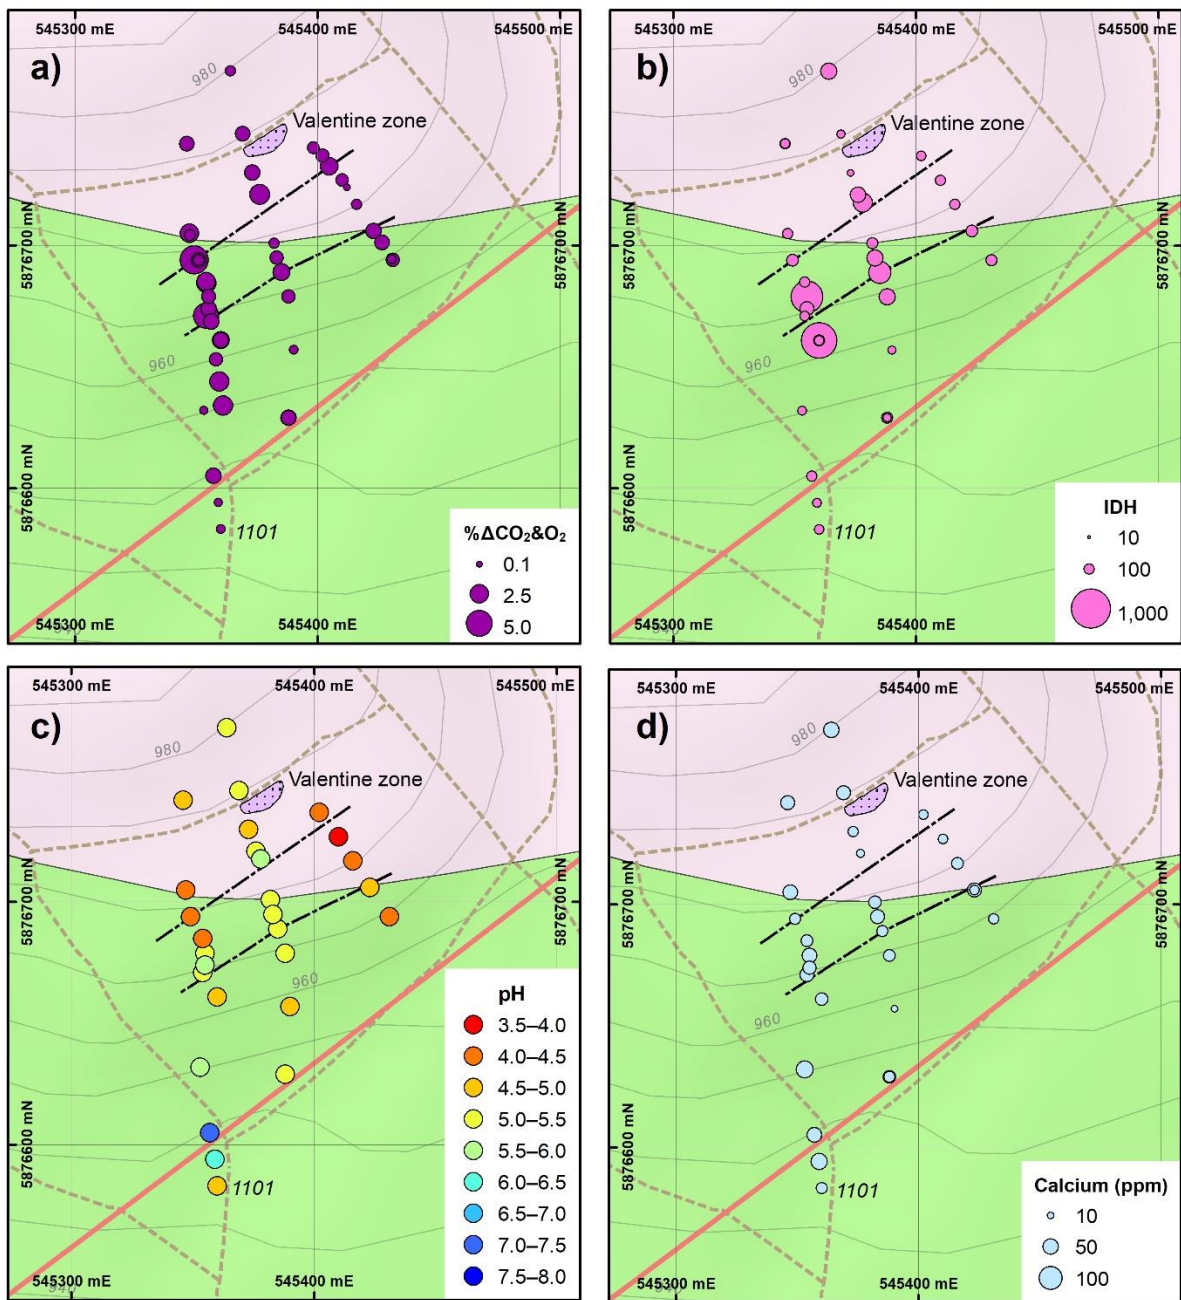 a)
545300 mE
545400 mE
545500 mE
980
Valentine zone
5876700 mN
5876700 mN
960
5876600 mN
1101
%ΔCO₂&O₂
0.1
2.5
5.0
545300 mE
545400 mE
b)
545300 mE
545400 mE
545500 mE
980
Valentine zone
5876700 mN
5876700 mN
960
5876600 mN
1101
IDH
10
100
1,000
940
545300 mE
545400 mE
c)
545300 mE
545400 mE
545500 mE
980
Valentine zone
5876700 mN
5876700 mN
960
5876600 mN
1101
pH
3.5–4.0
4.0–4.5
4.5–5.0
5.0–5.5
5.5–6.0
6.0–6.5
6.5–7.0
7.0–7.5
7.5–8.0
545300 mE
545400 mE
d)
545300 mE
545400 mE
545500 mE
980
Valentine zone
5876700 mN
5876700 mN
960
5876600 mN
1101
Calcium (ppm)
10
50
100
545300 mE
545400 mE